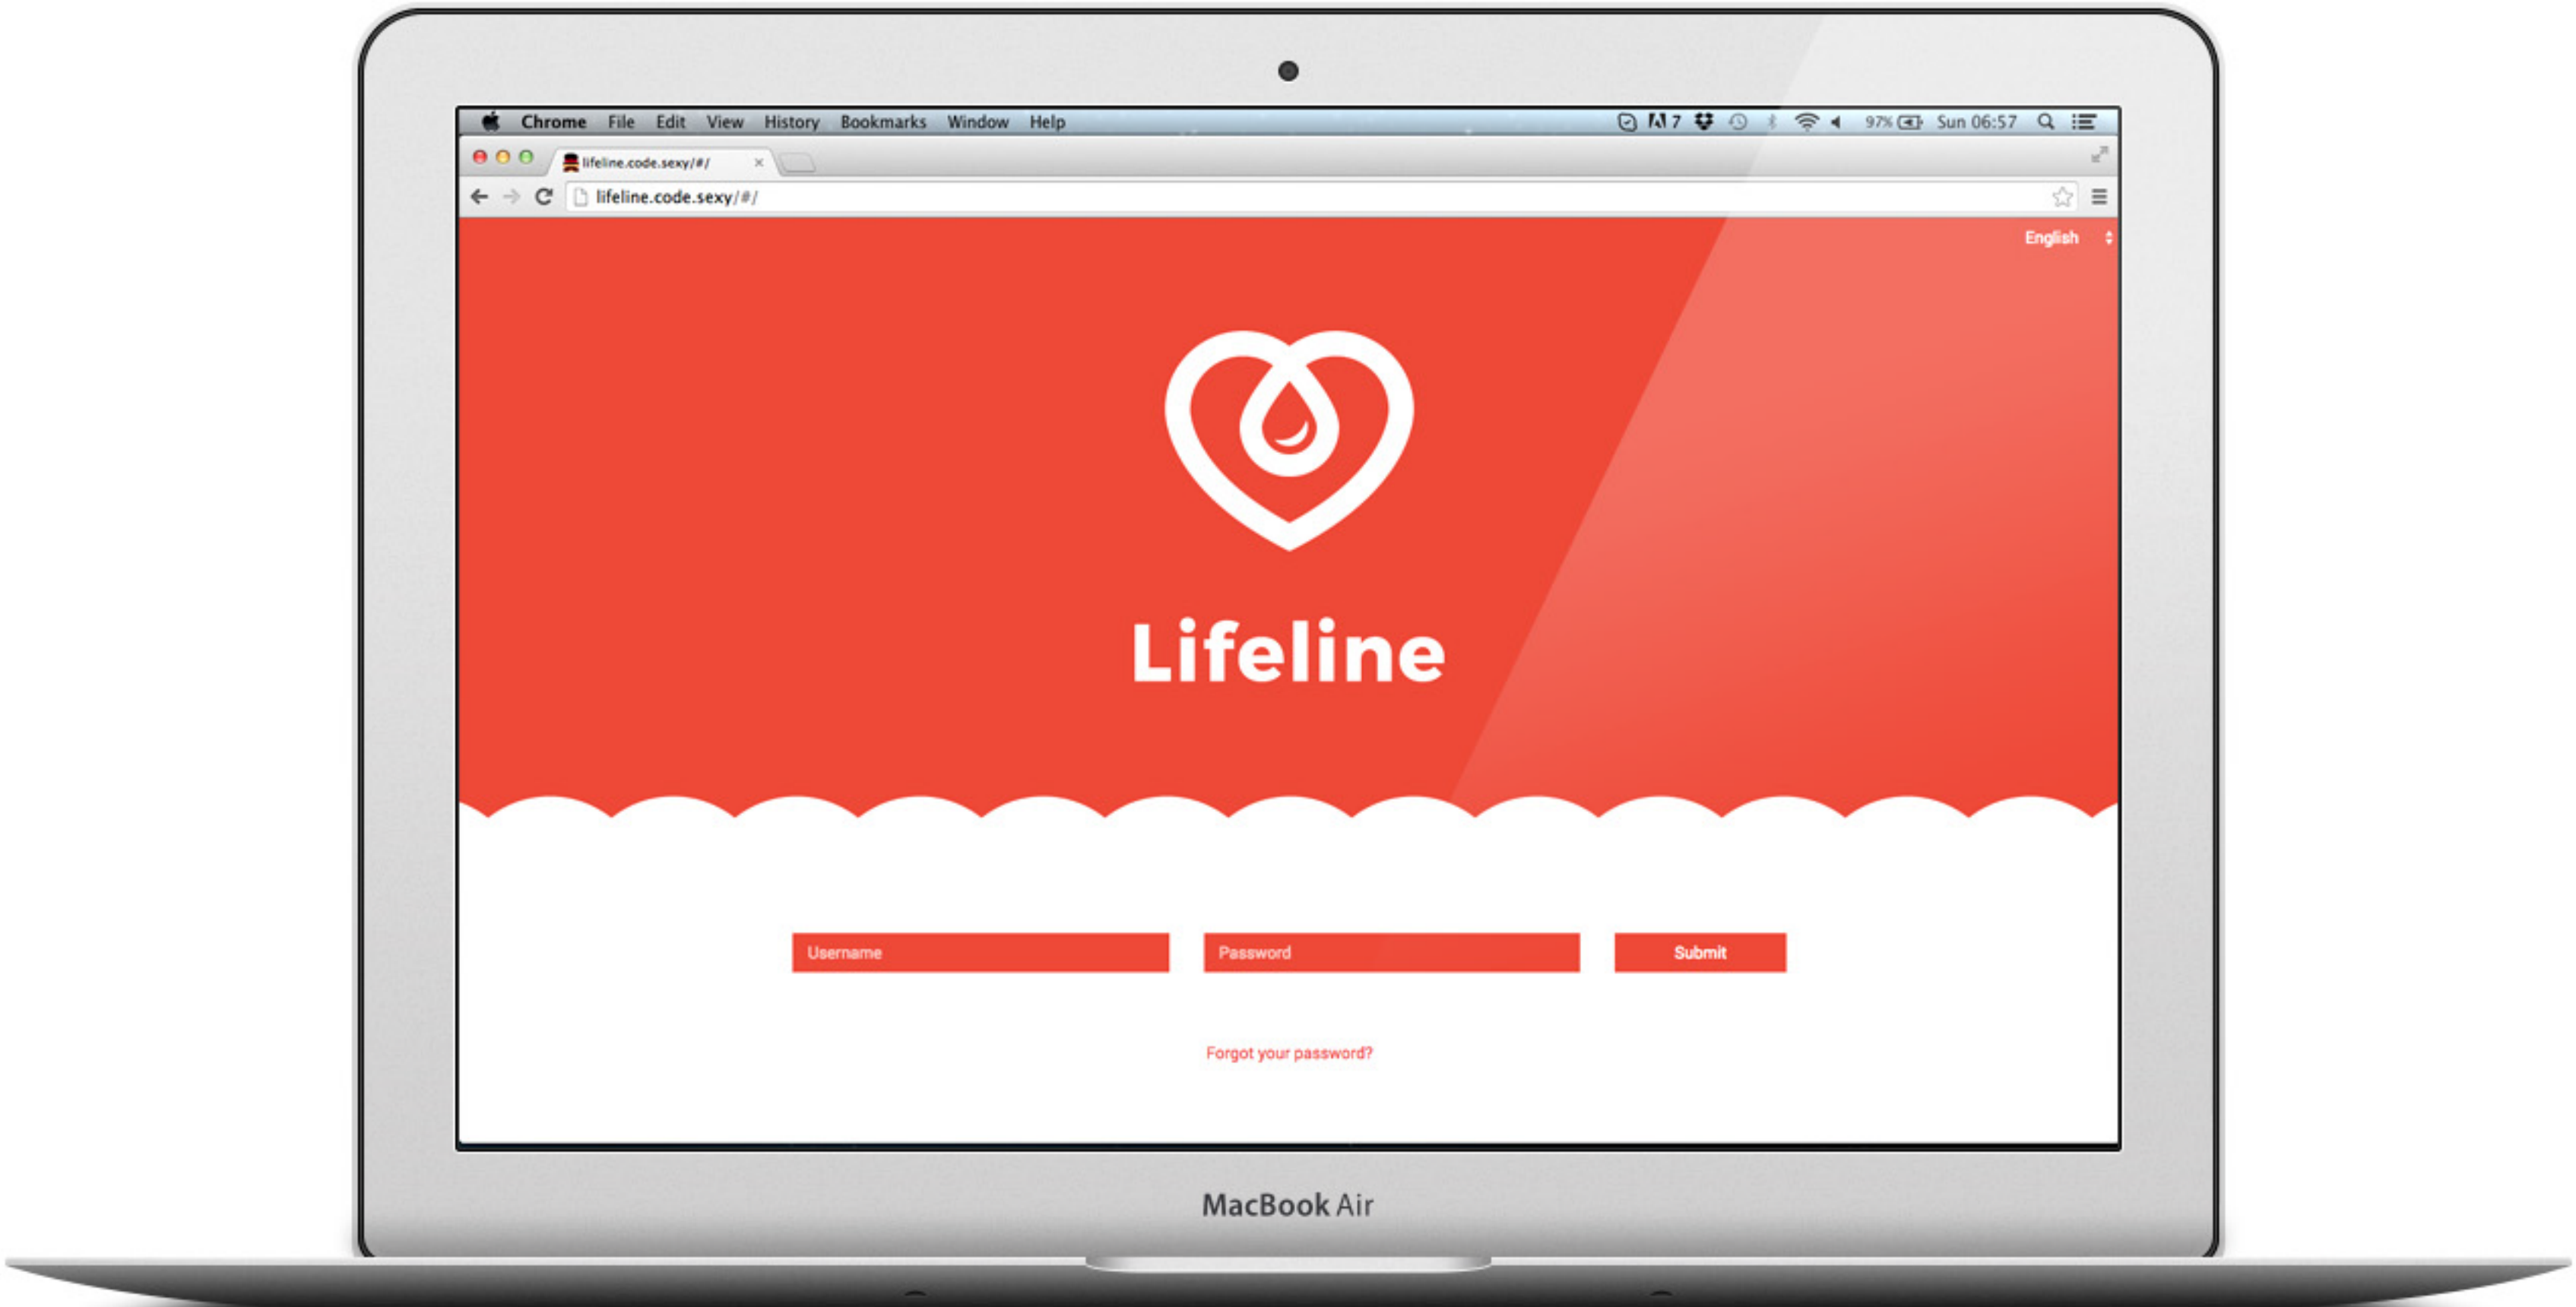 Chrome File Edit View History Bookmarks Window Help 7 97% Sun 06:57
lifeline.code.sexy/#/
lifeline.code.sexy/#/
English
Lifeline
Username Password Submit
Forgot your password?
MacBook Air